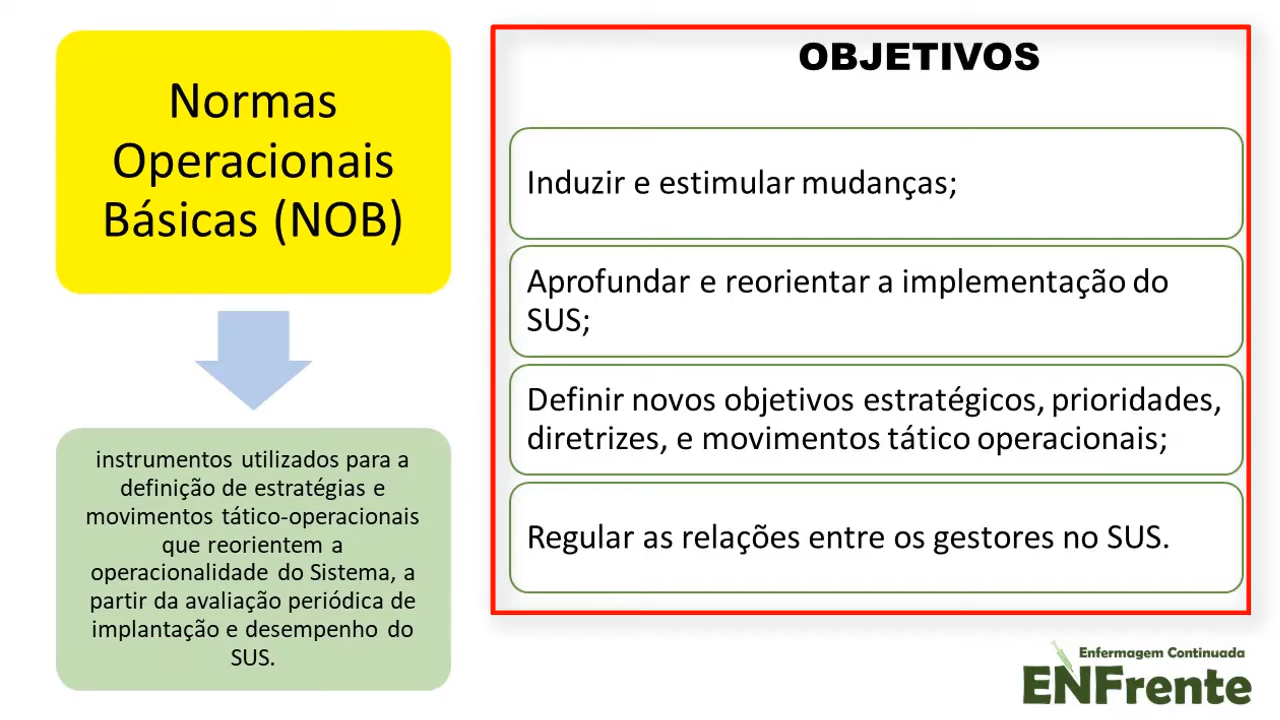 Normas
Operacionais
Básicas (NOB)
instrumentos utilizados para a
definição de estratégias e
movimentos tático-operacionais
que reorientem a
operacionalidade do Sistema, a
partir da avaliação periódica de
implantação e desempenho do
SUS.
OBJETIVOS
Induzir e estimular mudanças;
Aprofundar e reorientar a implementação do
SUS;
Definir novos objetivos estratégicos, prioridades,
diretrizes, e movimentos tático operacionais;
Regular as relações entre os gestores no SUS.
Enfermagem Continuada
ENFrente